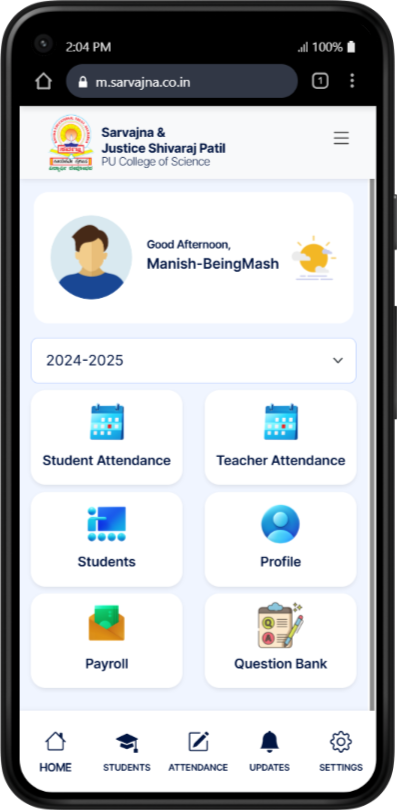 2:04 PM
100%
m.sarvajna.co.in
1
Sarvajna &
Justice Shivaraj Patil
PU College of Science
Good Afternoon,
Manish-BeingMash
2024-2025
Student Attendance
Teacher Attendance
Students
Profile
Q
A
Payroll
Question Bank
HOME
STUDENTS
ATTENDANCE
UPDATES
SETTINGS